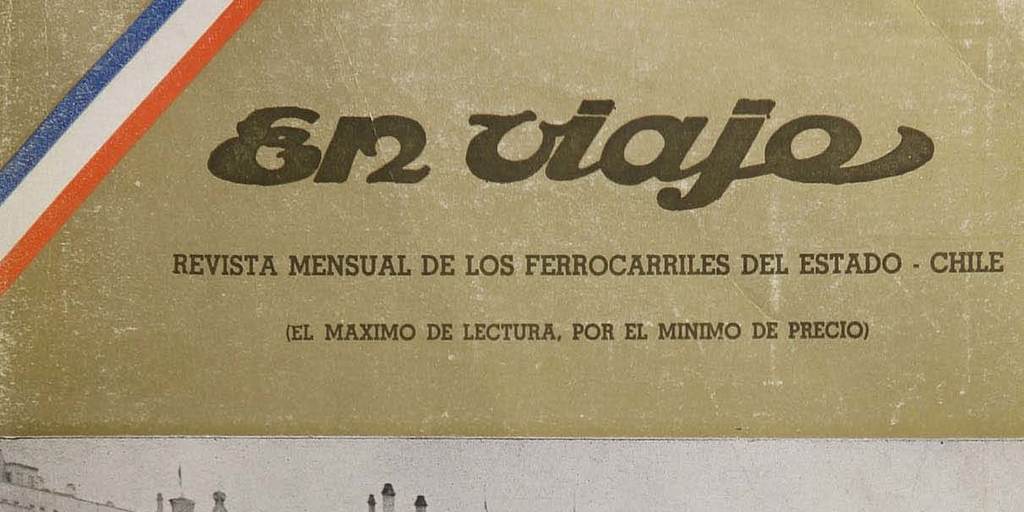 En viaje
REVISTA MENSUAL DE LOS FERROCARRILES DEL ESTADO - CHILE
(EL MAXIMO DE LECTURA, POR EL MINIMO DE PRECIO)